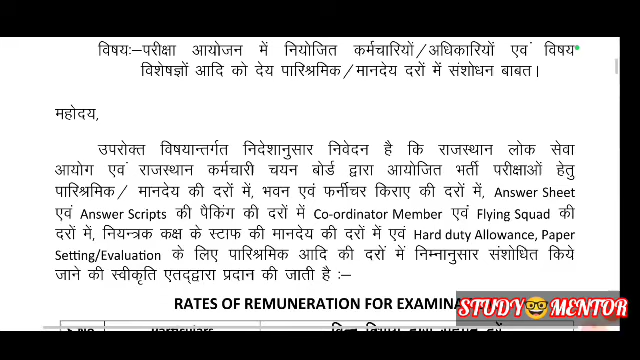 विषयः-परीक्षा आयोजन में नियोजित कर्मचारियों/अधिकारियों एवं विषय
विशेषज्ञों आदि को देय पारिश्रमिक/मानदेय दरों में संशोधन बाबत।
महोदय,
उपरोक्त विषयान्तर्गत निदेशानुसार निवेदन है कि राजस्थान लोक सेवा
आयोग एवं राजस्थान कर्मचारी चयन बोर्ड द्वारा आयोजित भर्ती परीक्षाओं हेतु
पारिश्रमिक/ मानदेय की दरों में, भवन एवं फर्नीचर किराए की दरों में, Answer Sheet
एवं Answer Scripts की पैकिंग की दरों में Co-ordinator Member एवं Flying Squad की
दरों में, नियन्त्रक कक्ष के स्टाफ की मानदेय की दरों में एवं Hard duty Allowance, Paper
Setting/Evaluation के लिए पारिश्रमिक आदि की दरों में निम्नानुसार संशोधित किये
जाने की स्वीकृति एतद्द्वारा प्रदान की जाती है :–
RATES OF REMUNERATION FOR
STUDY MENTOR
Particulars